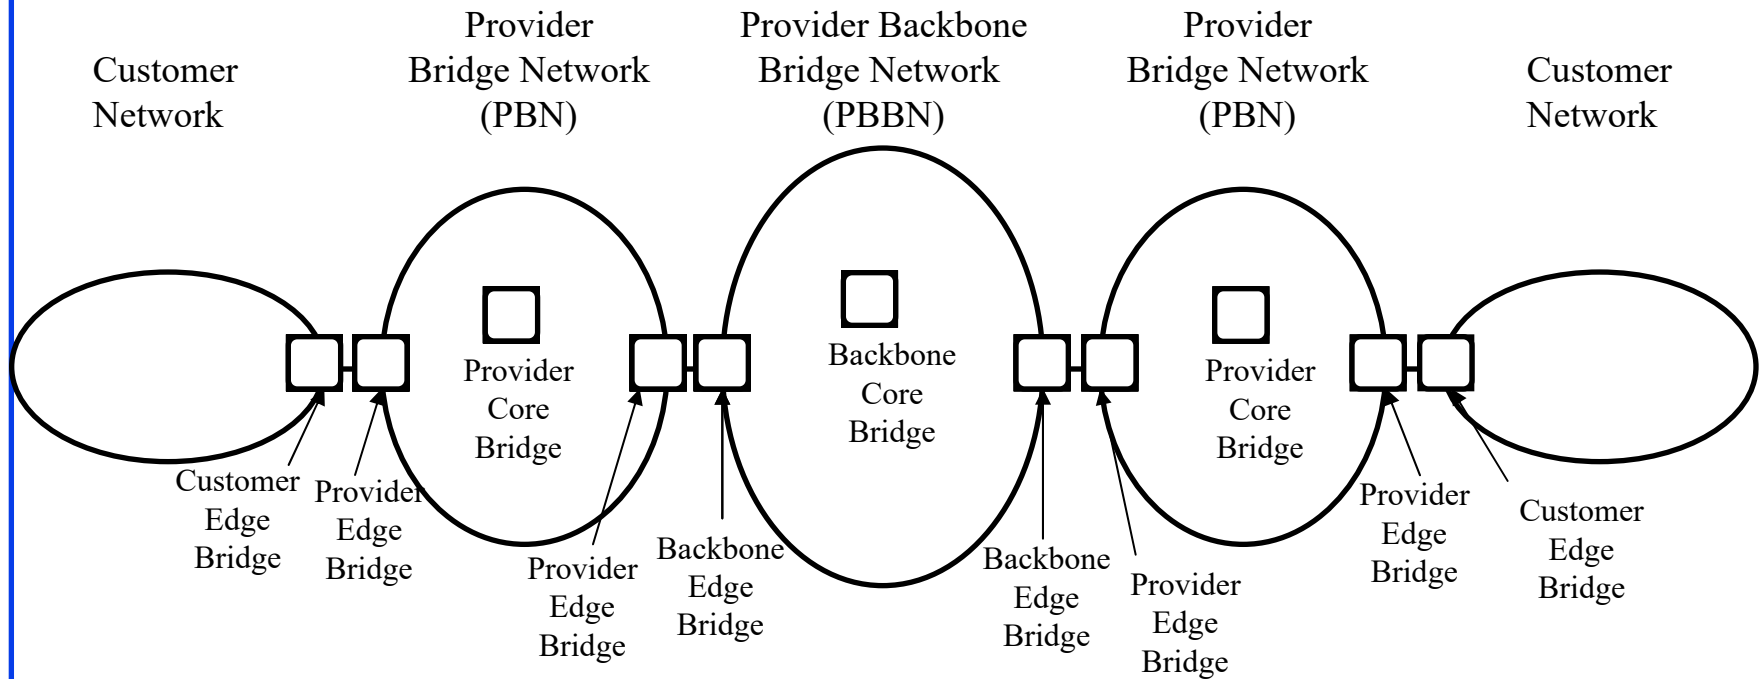 Customer
Network
Provider
Bridge Network
(PBN)
Provider Backbone
Bridge Network
(PBBN)
Provider
Bridge Network
(PBN)
Customer
Network
Provider
Core
Bridge
Backbone
Core
Bridge
Provider
Core
Bridge
Customer
Edge
Bridge
Provider
Edge
Bridge
Provider
Edge
Bridge
Backbone
Edge
Bridge
Backbone
Edge
Bridge
Provider
Edge
Bridge
Provider
Edge
Bridge
Customer
Edge
Bridge